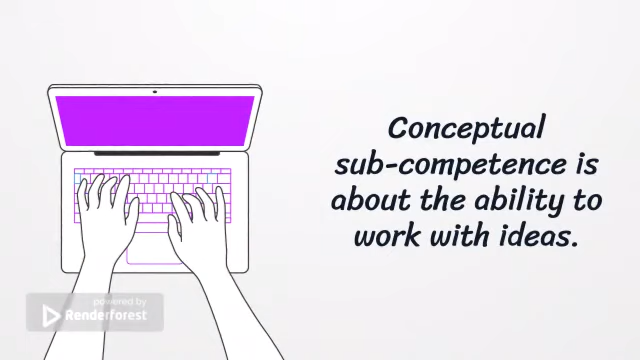 Conceptual
sub-competence is
about the ability to
work with ideas.
powered by
Renderforest